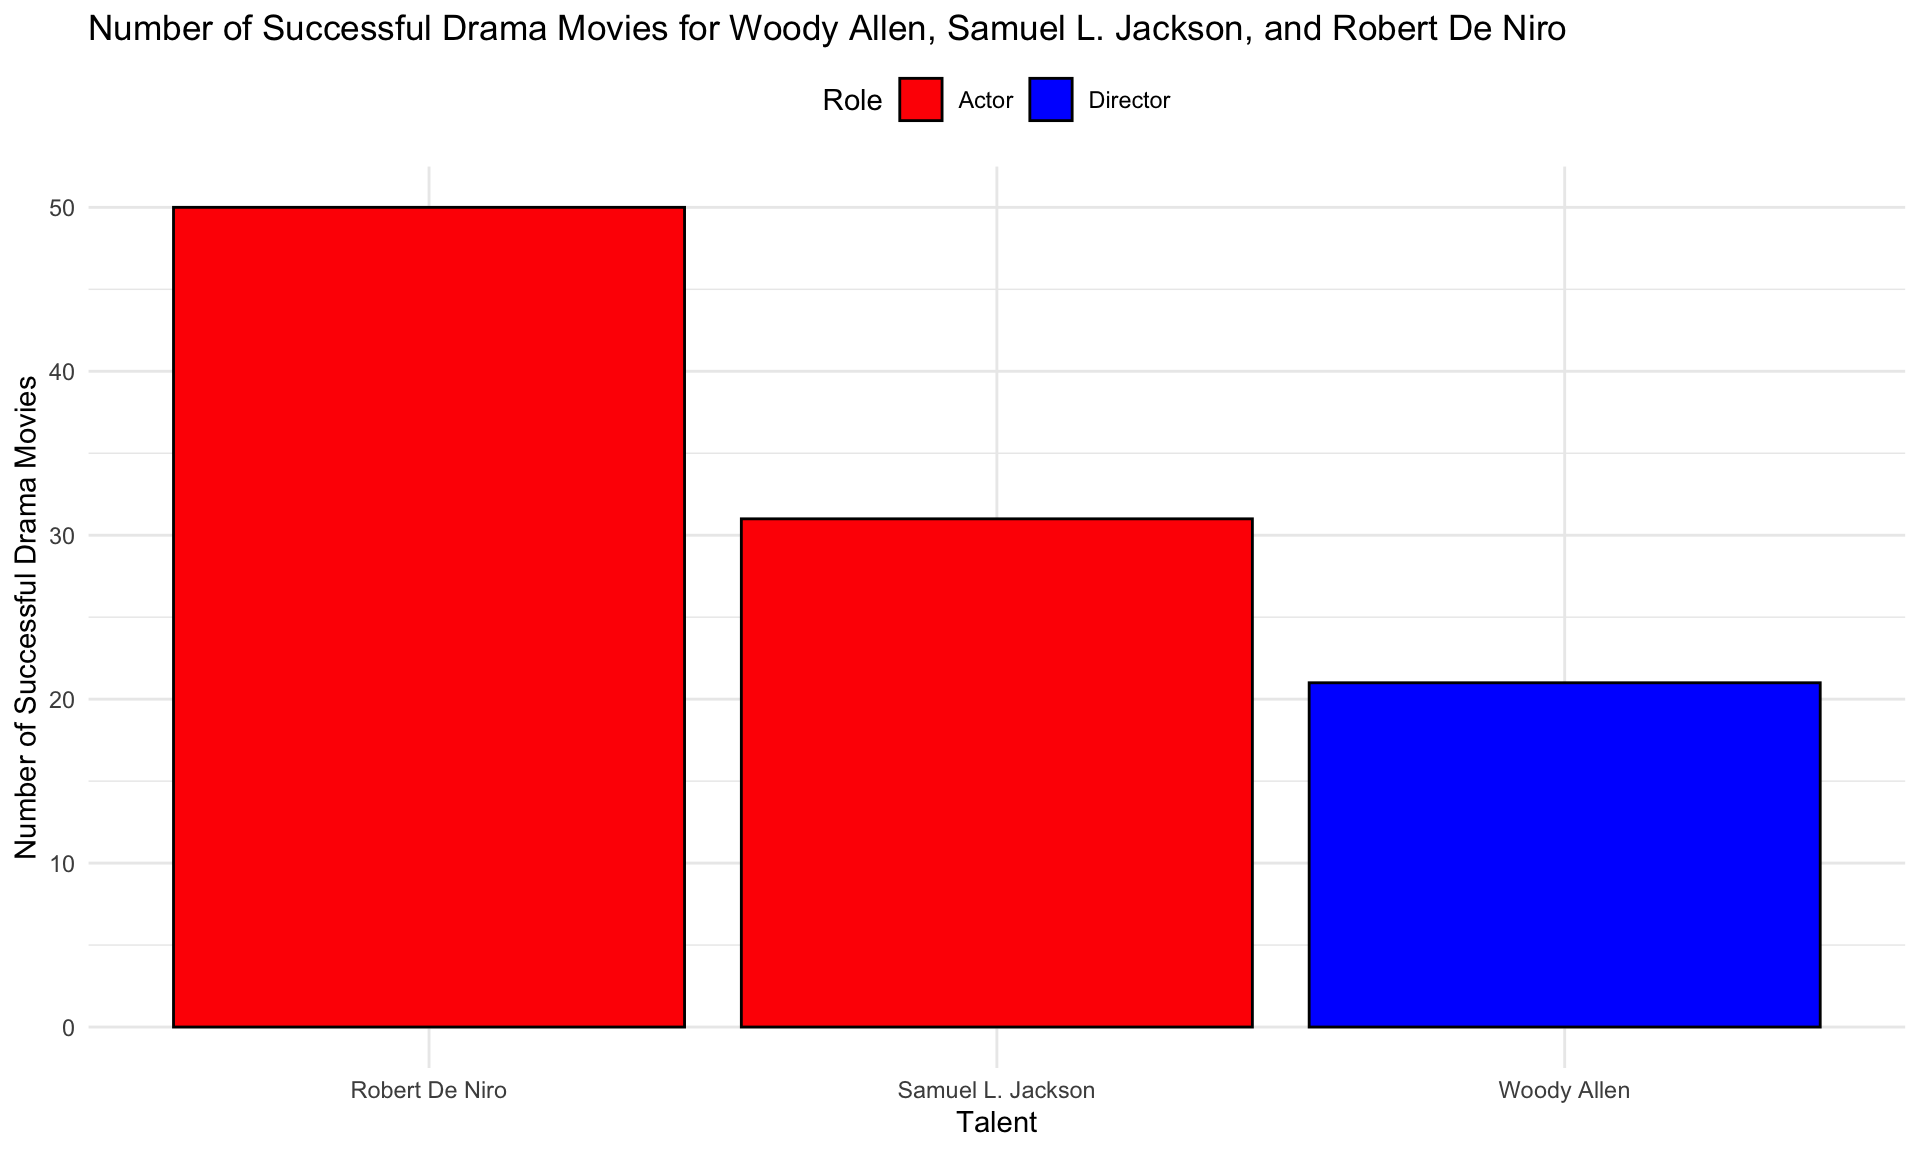 Number of Successful Drama Movies for Woody Allen, Samuel L. Jackson, and Robert De Niro
Role Actor Director
Number of Successful Drama Movies
50
40
30
20
10
0
Robert De Niro Samuel L. Jackson Woody Allen
Talent